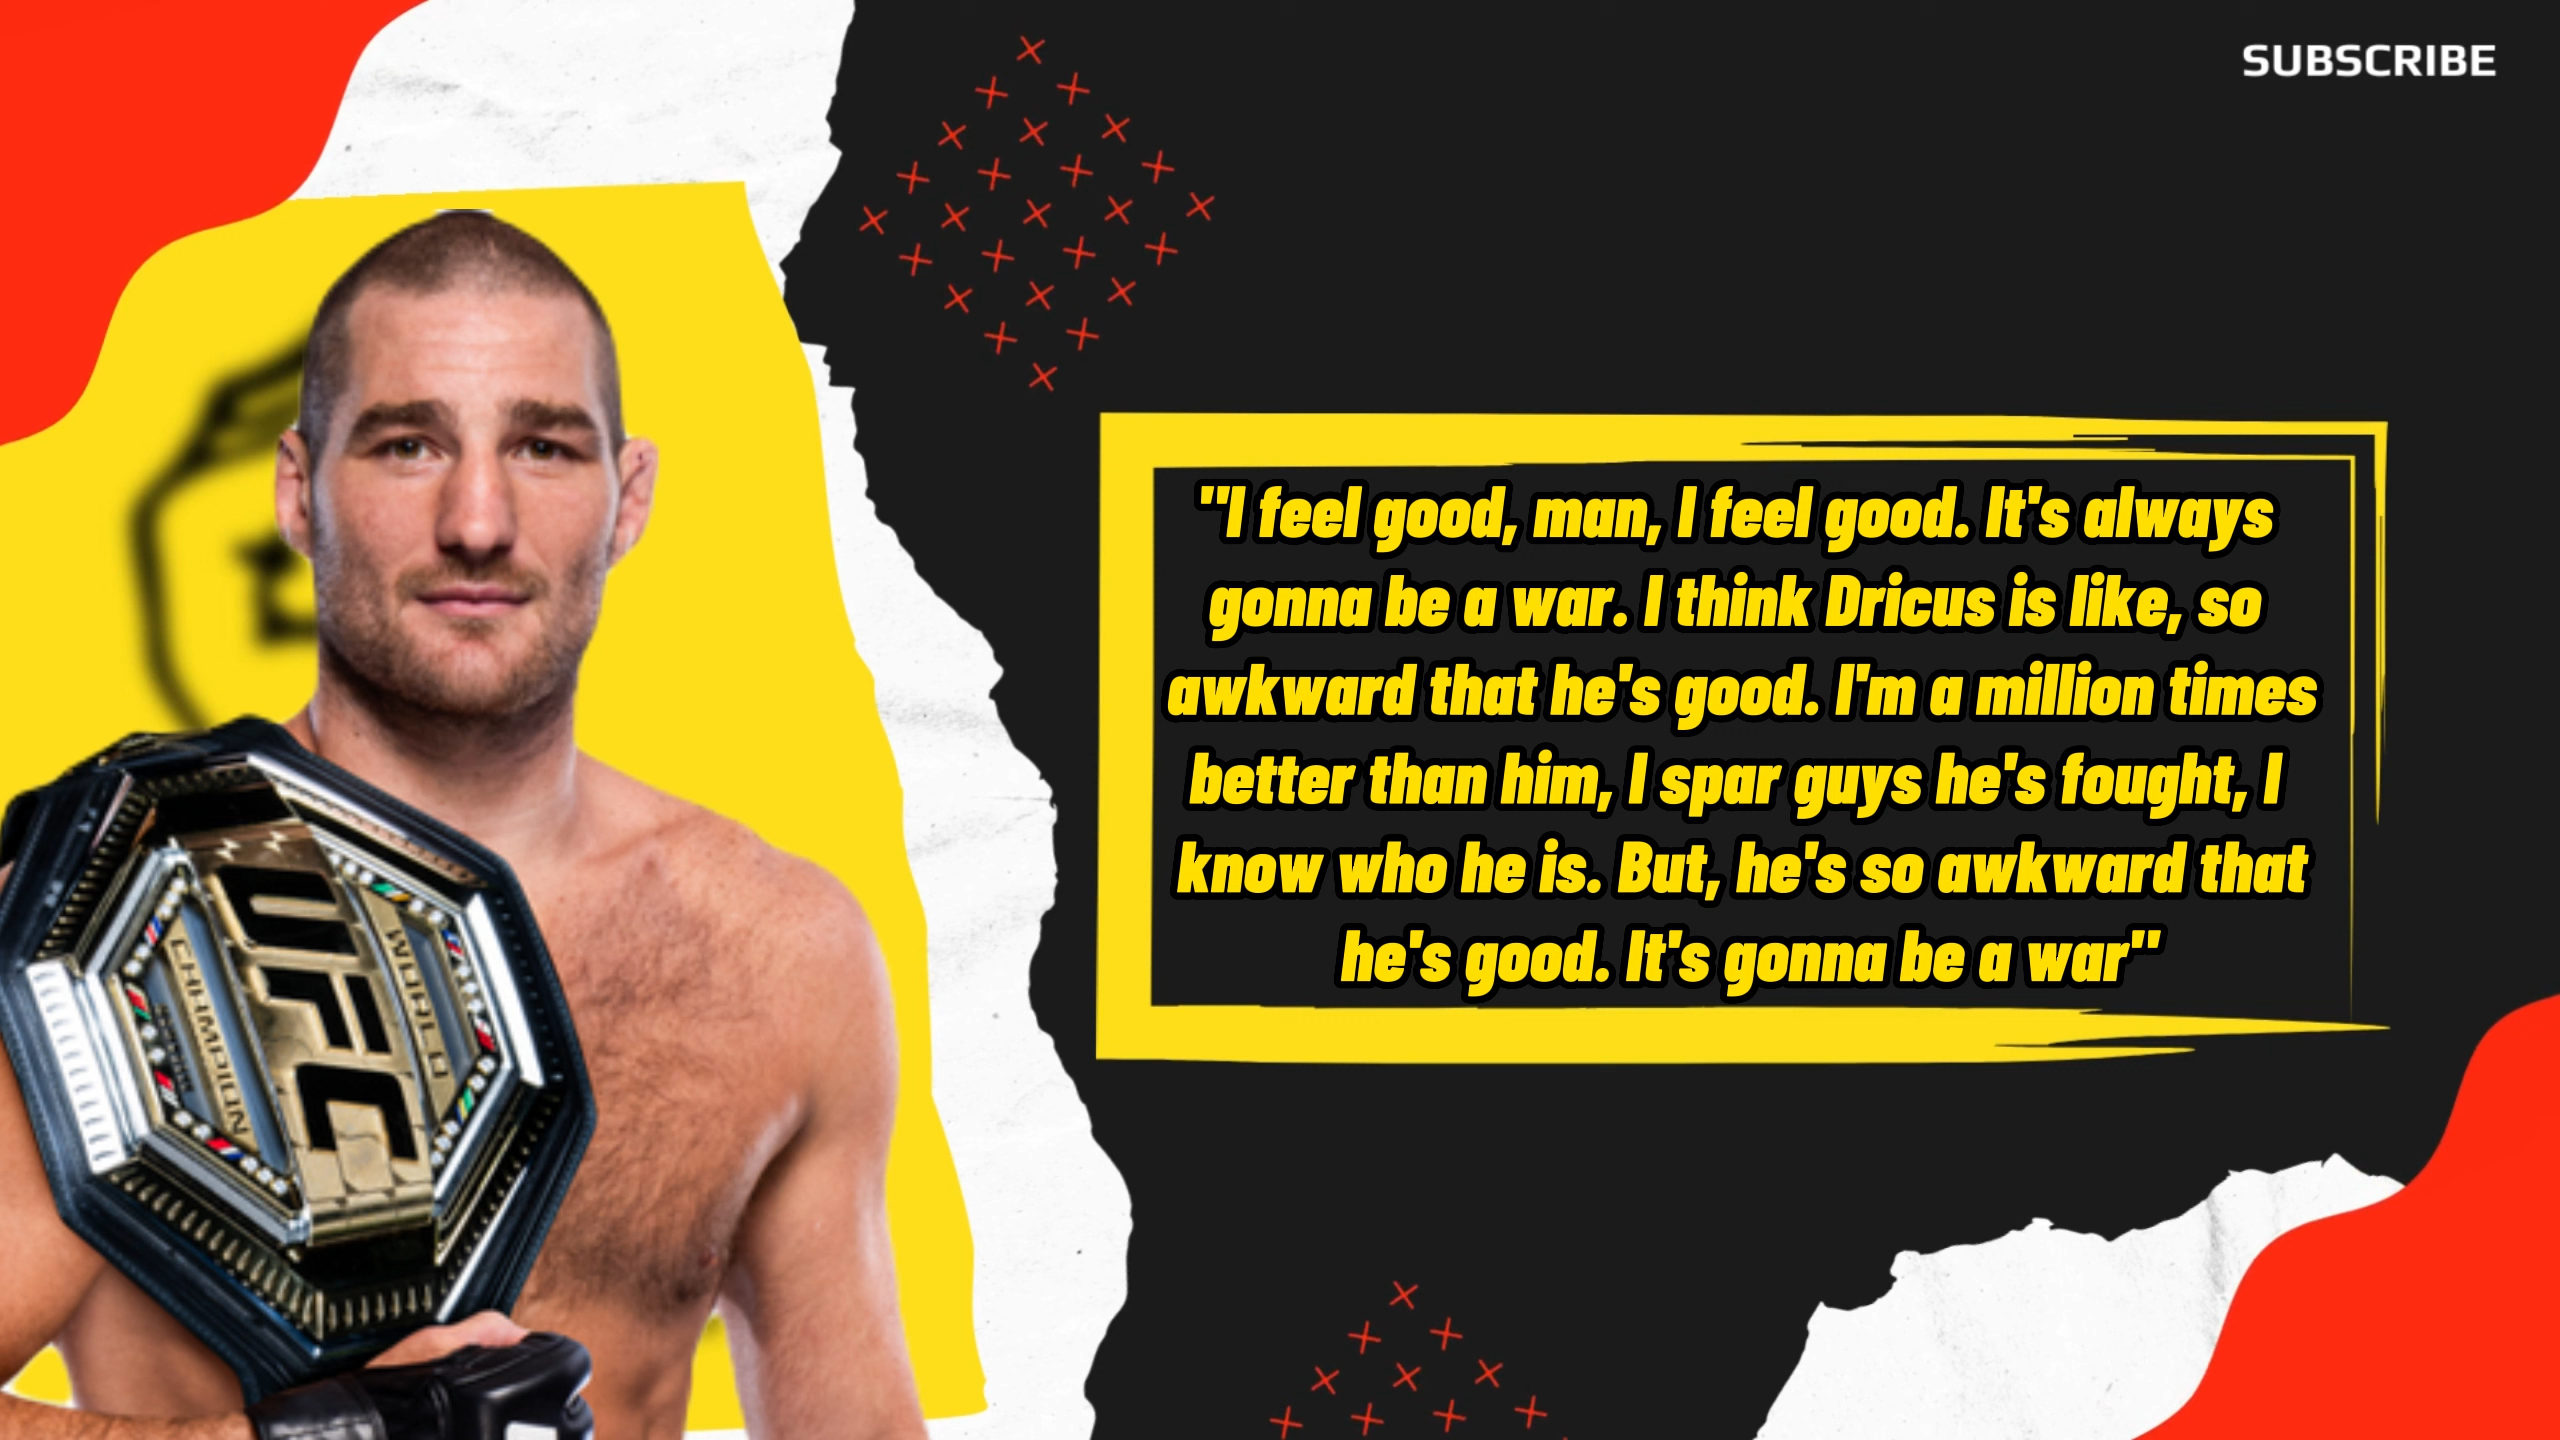 SUBSCRIBE
"I feel good, man, I feel good. It's always
gonna be a war. I think Dricus is like, so
awkward that he's good. I'm a million times
better than him, I spar guys he's fought, I
know who he is. But, he's so awkward that
he's good. It's gonna be a war"
UFC
WORLD
CHAMPION